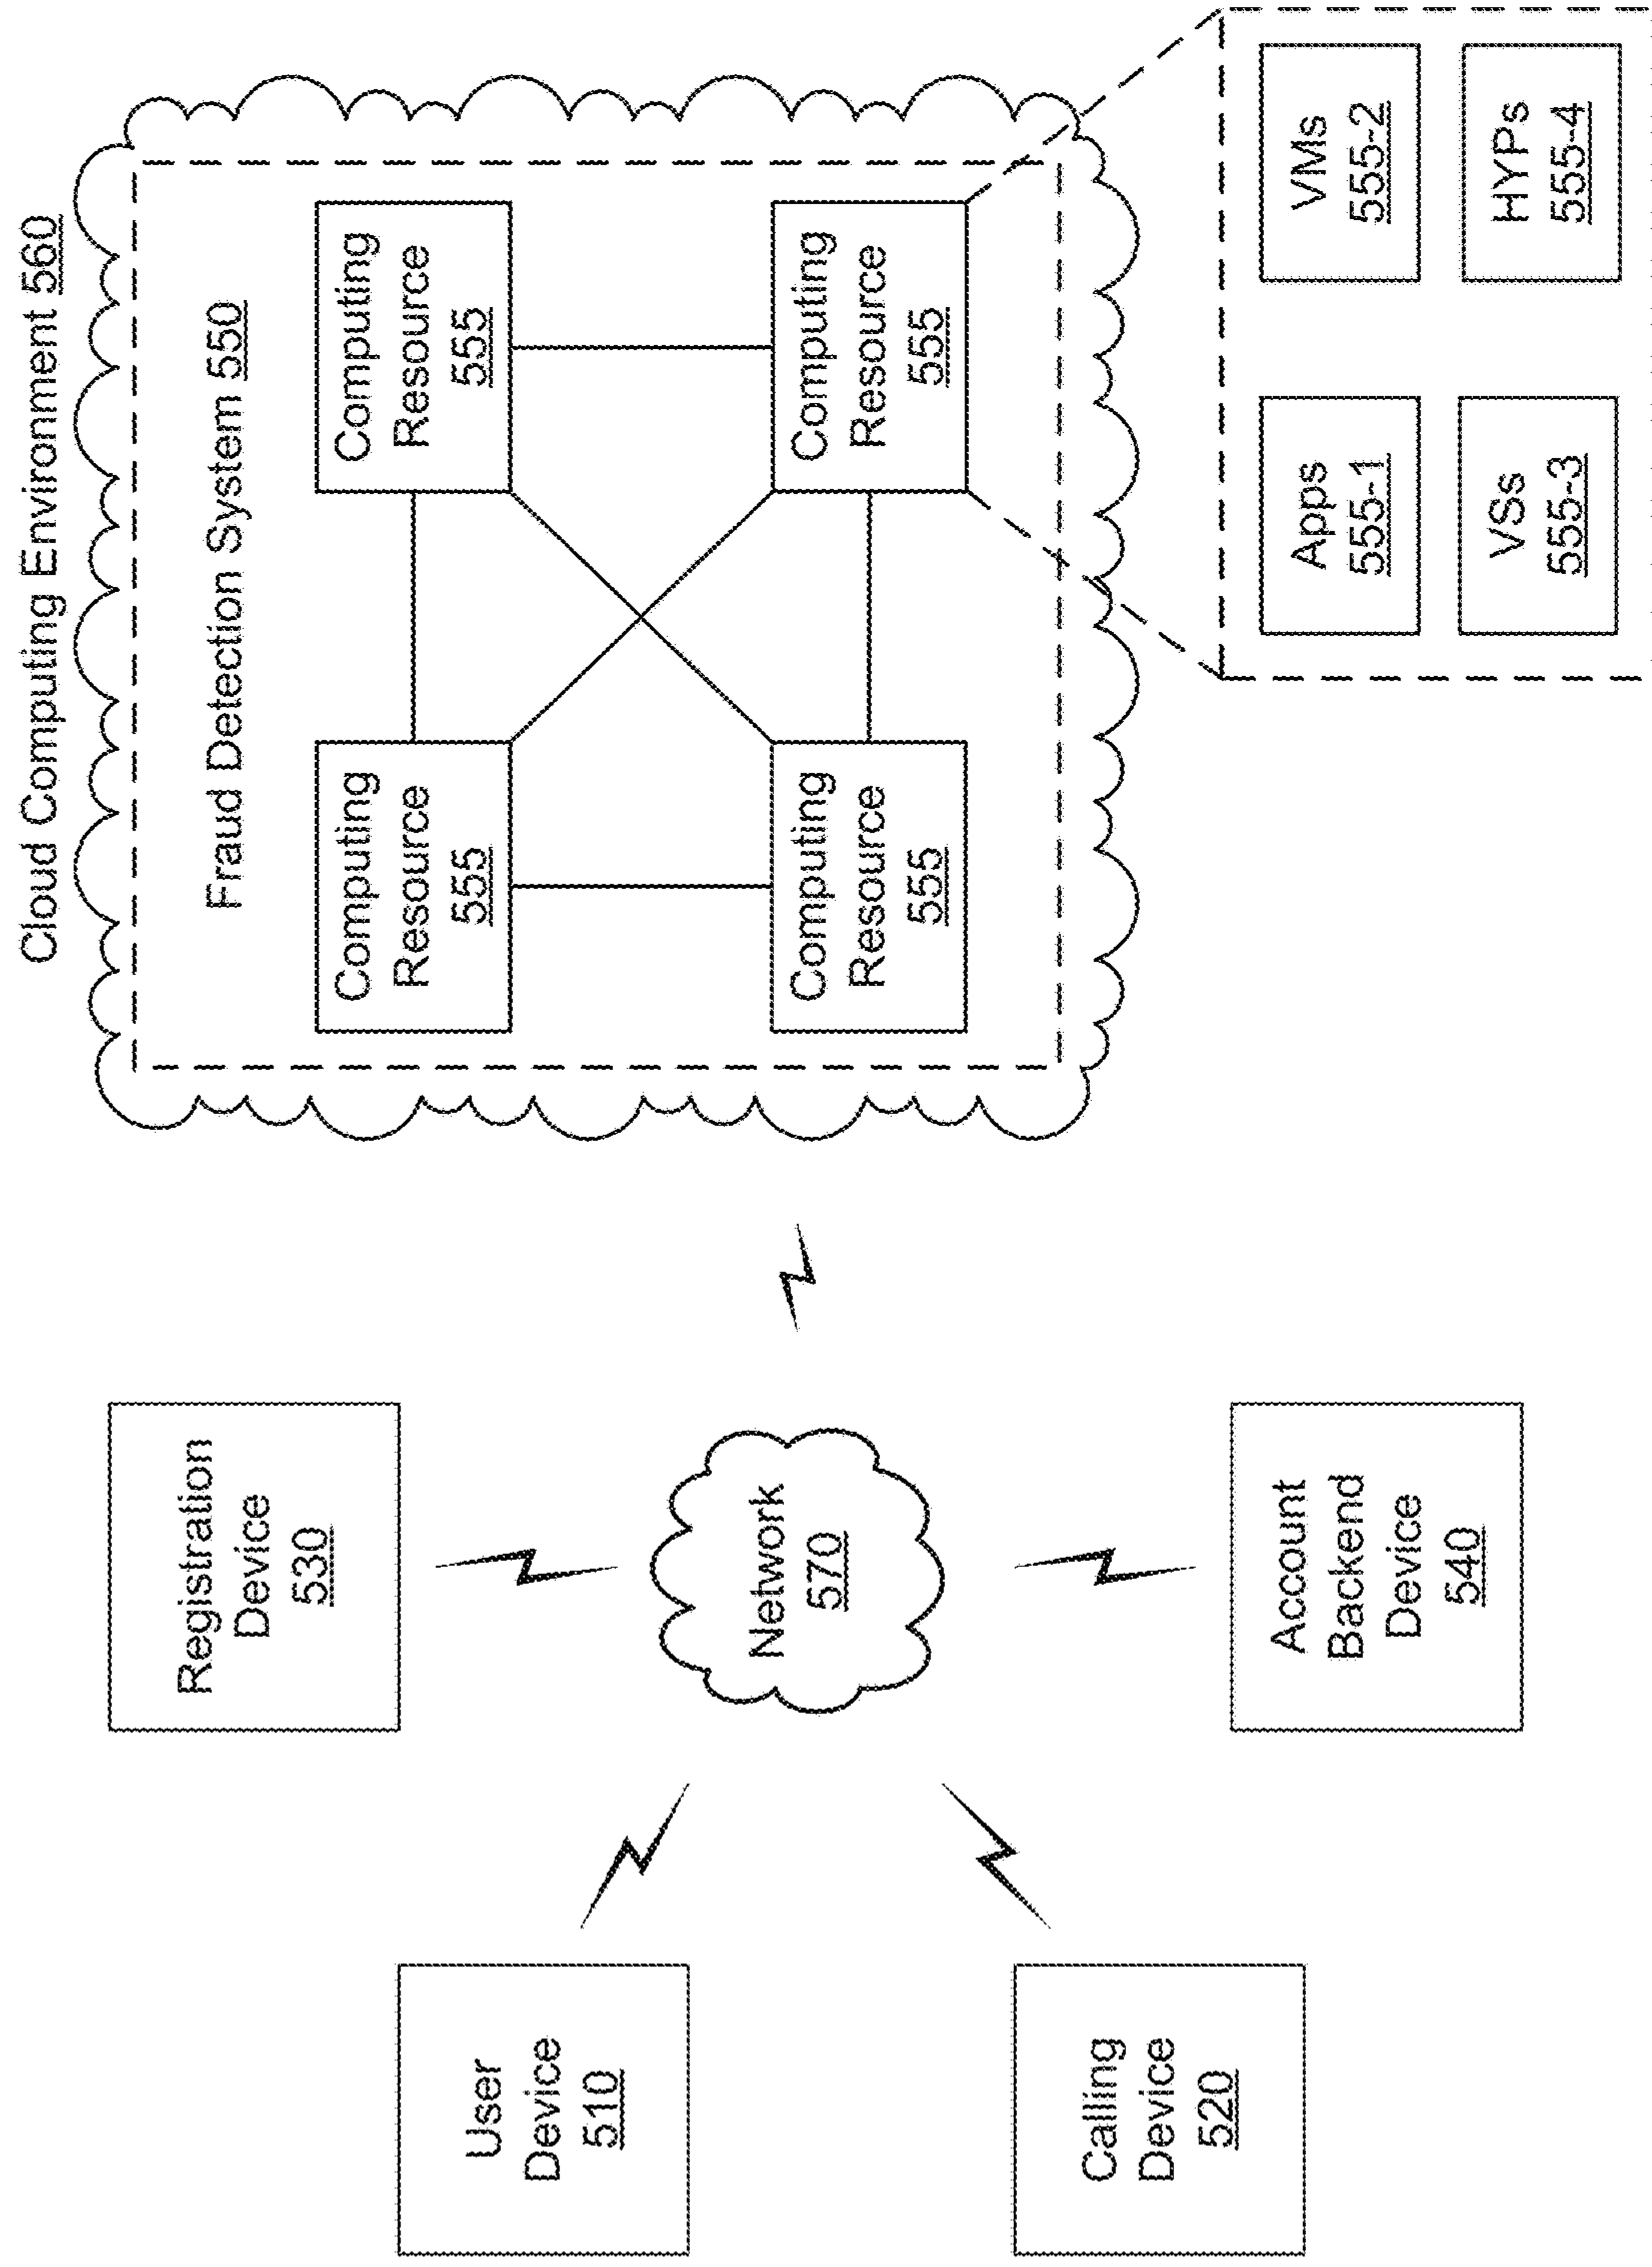 Cloud Computing Environment 560
Fraud Detection System 550
Registration
Device
530
Computing
Resource
555
Computing
Resource
555
User
Device
510
Network
570
Computing
Resource
555
Computing
Resource
555
Calling
Device
520
Account
Backend
Device
540
Apps
555-1
VMs
555-2
VSs
555-3
HYPs
555-4